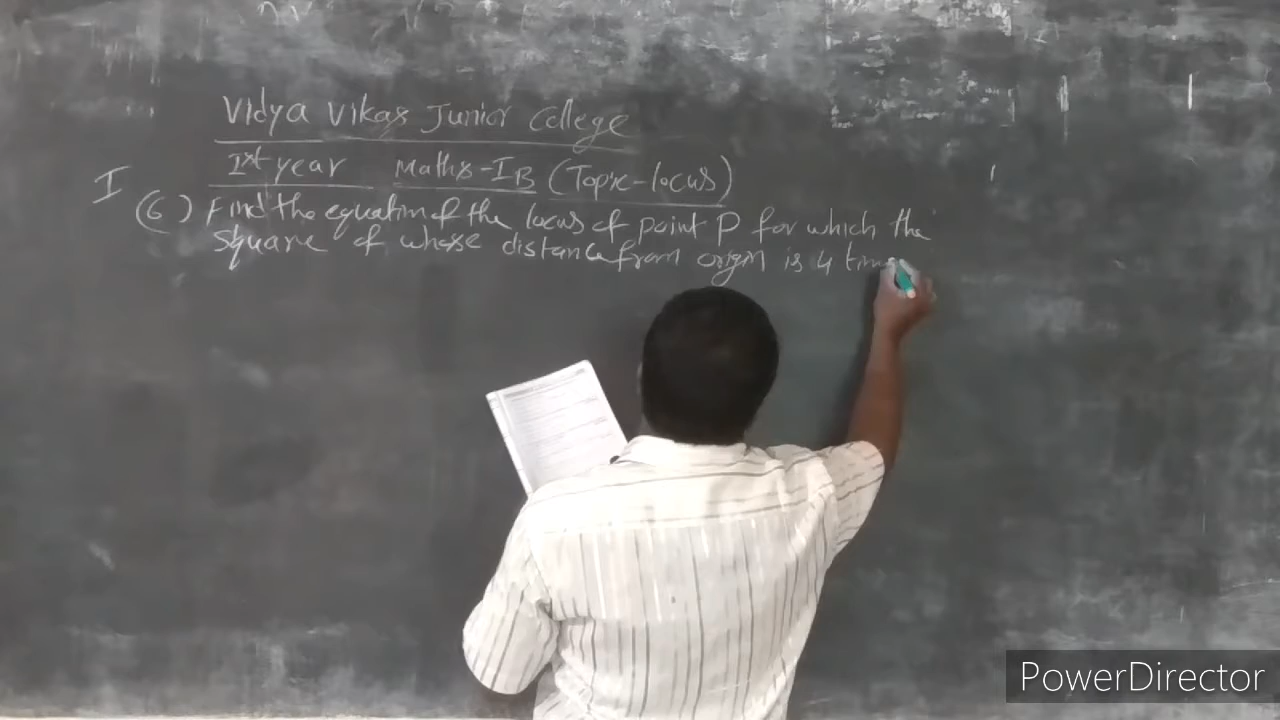 Vidya Vikas Junior College
Ist year Maths-IB (Topic-locus)
I
(6) Find the equation of the locus of point P for which the
square of whose distance from origin is 4 times
PowerDirector